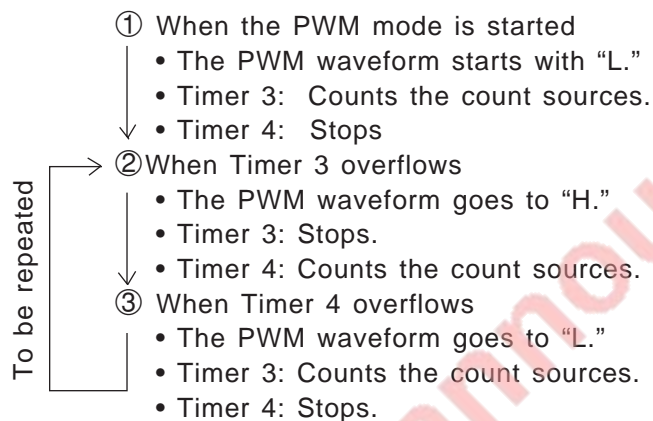 ① When the PWM mode is started
• The PWM waveform starts with “L.”
• Timer 3: Counts the count sources.
• Timer 4: Stops
②When Timer 3 overflows
• The PWM waveform goes to “H.”
• Timer 3: Stops.
• Timer 4: Counts the count sources.
③ When Timer 4 overflows
• The PWM waveform goes to “L.”
• Timer 3: Counts the count sources.
• Timer 4: Stops.
To be repeated